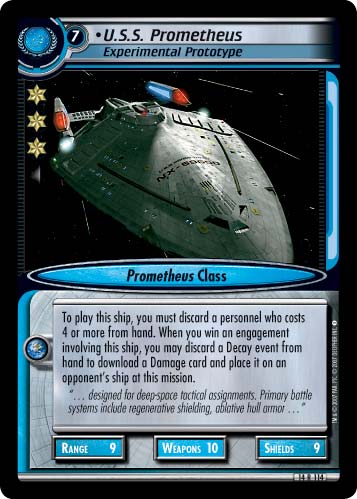 7
•U.S.S. Prometheus
Experimental Prototype
Prometheus Class
To play this ship, you must discard a personnel who costs
4 or more from hand. When you win an engagement
involving this ship, you may discard a Decay event from
hand to download a Damage card and place it on
an opponent's ship at this mission.
"... designed for deep-space tactical assignments. Primary battle
systems include regenerative shielding, ablative hull armor ..."
RANGE 9 WEAPONS 10 SHIELDS 9
14 R 114